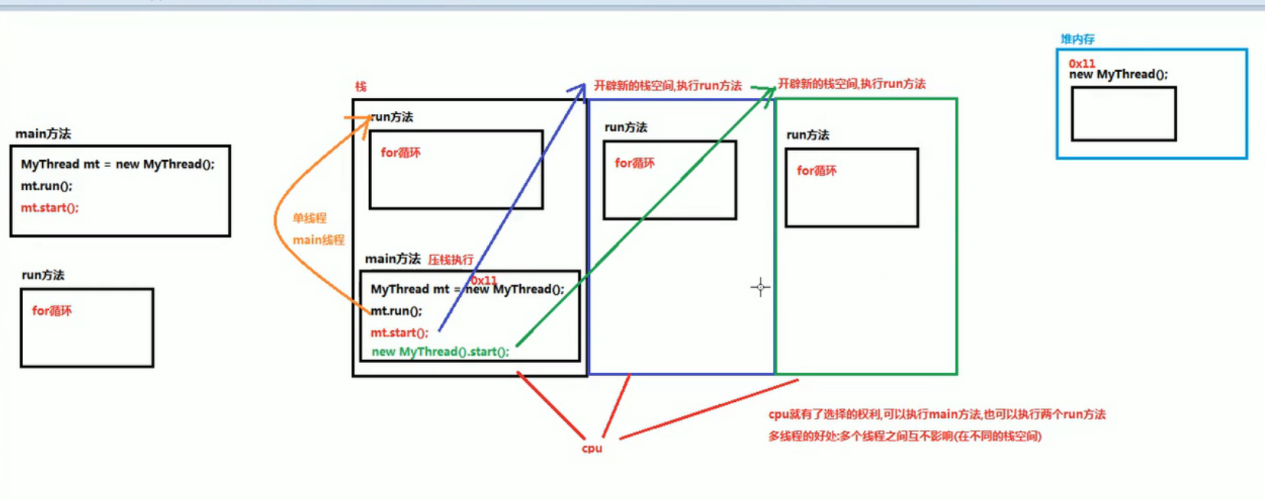 main方法
MyThread mt = new MyThread();
mt.run();
mt.start();
run方法
for循环
单线程
main线程
栈
run方法
for循环
main方法 压栈执行
0x11
MyThread mt = new MyThread();
mt.run();
mt.start();
new MyThread().start();
开辟新的栈空间,执行run方法
run方法
for循环
开辟新的栈空间,执行run方法
run方法
for循环
堆内存
0x11
new MyThread();
cpu
cpu就有了选择的权利,可以执行main方法,也可以执行两个run方法
多线程的好处:多个线程之间互不影响(在不同的栈空间)